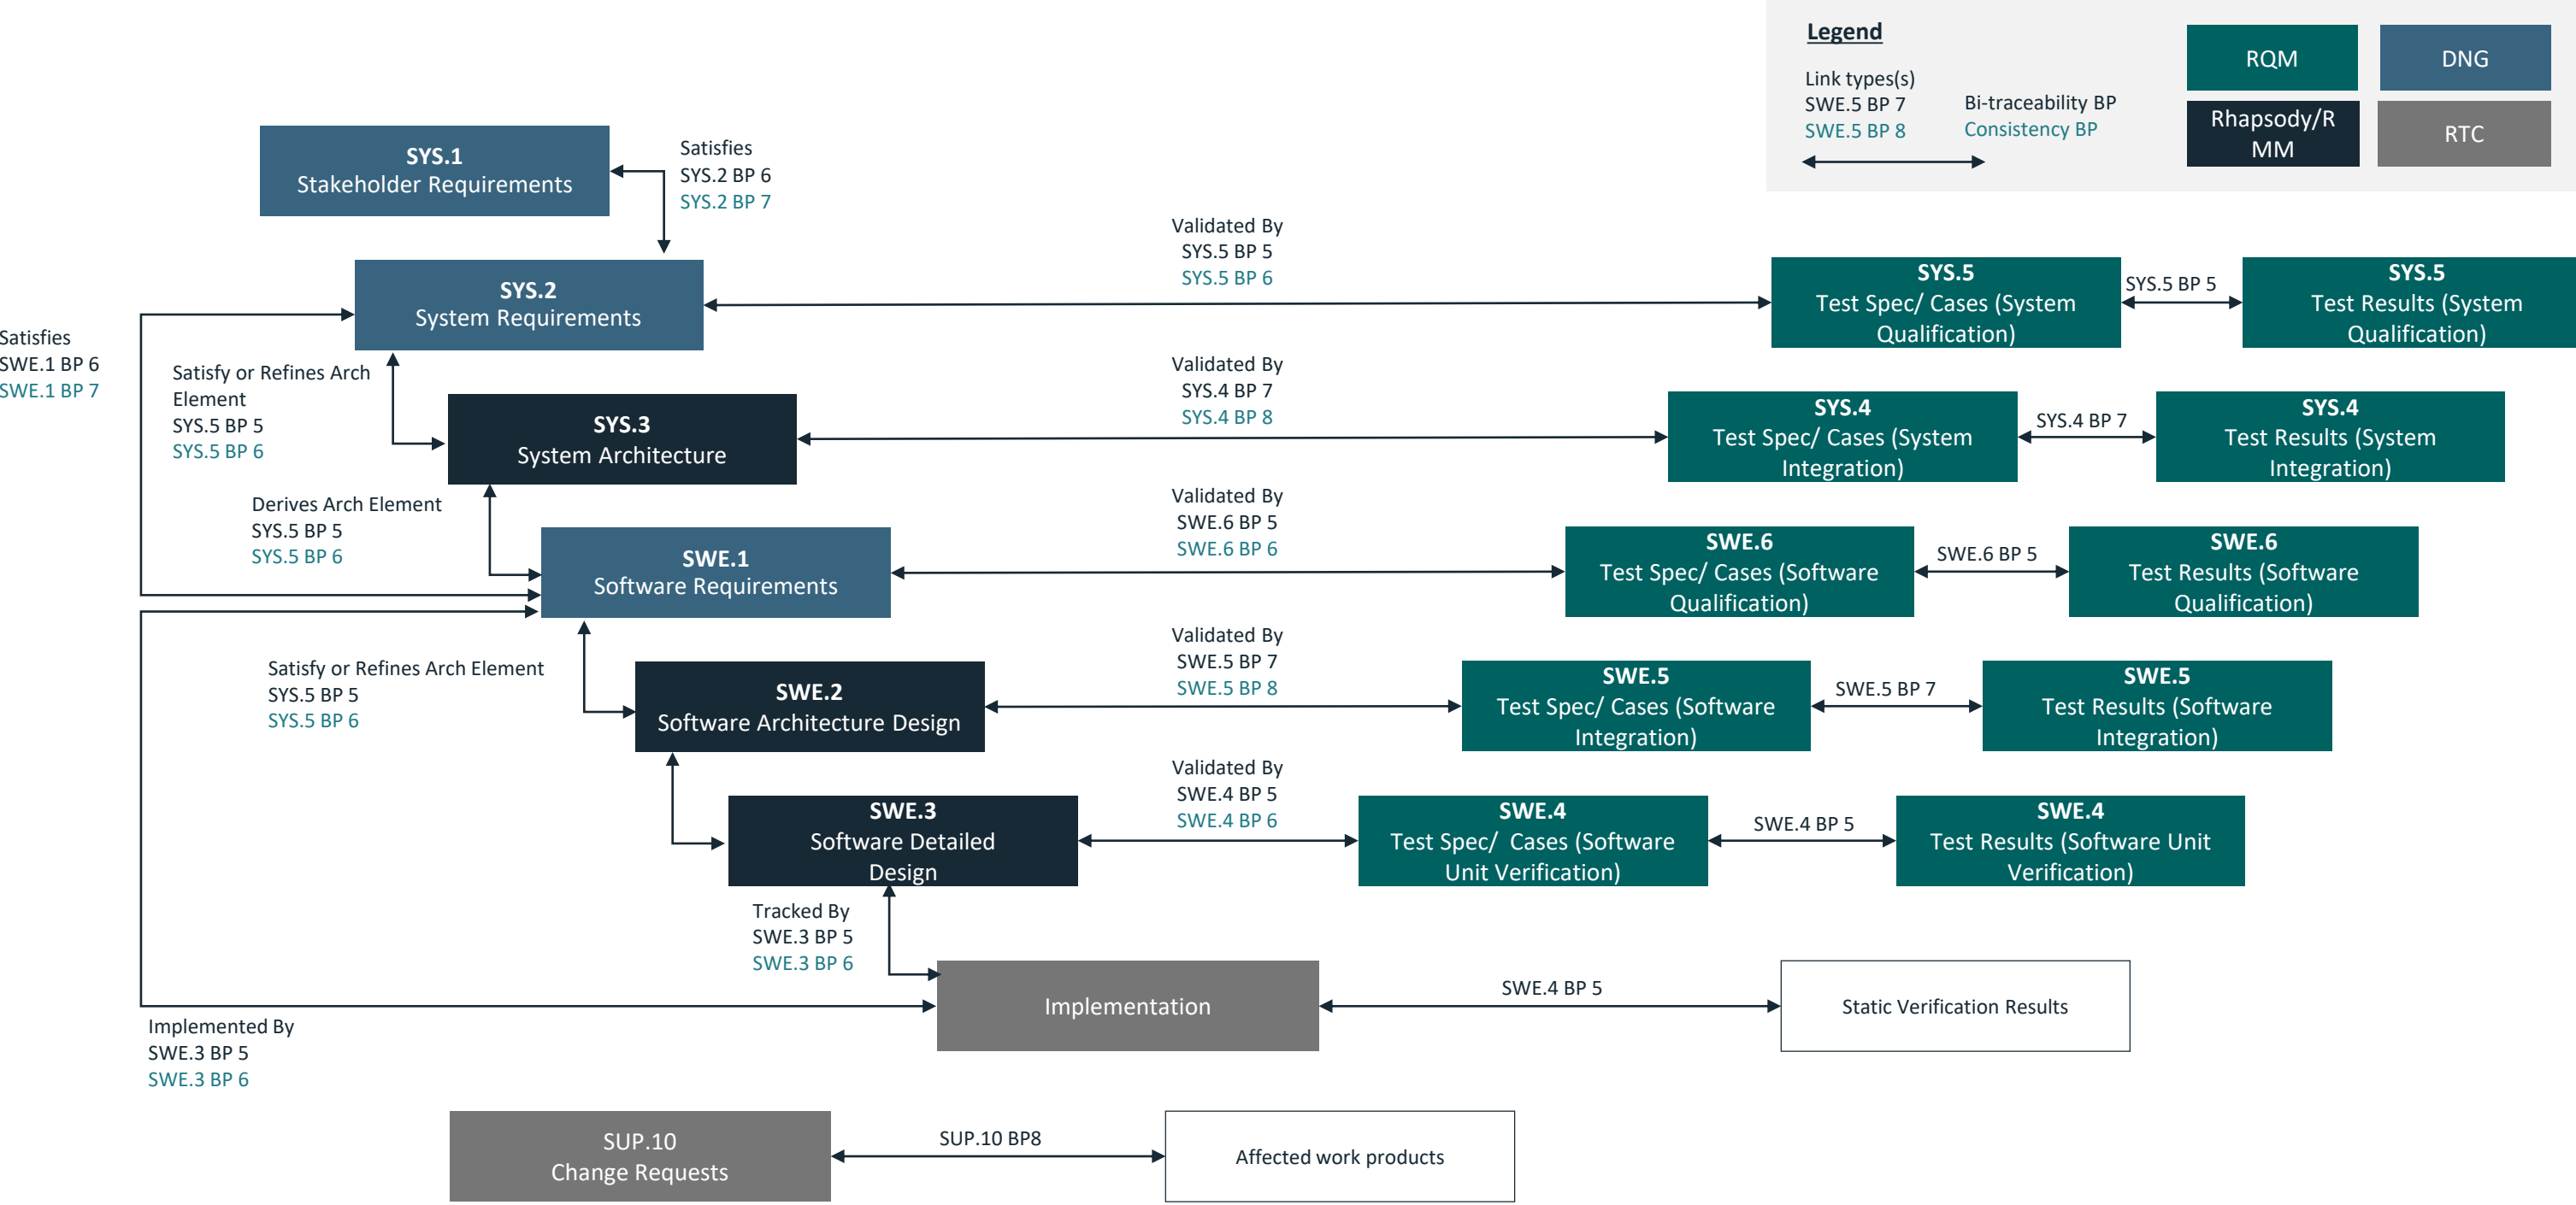 Legend
Link types(s)
SWE.5 BP 7
SWE.5 BP 8
Bi-traceability BP
Consistency BP
RQM
DNG
Rhapsody/R
MM
RTC
SYS.1
Stakeholder Requirements
Satisfies
SYS.2 BP 6
SYS.2 BP 7
SYS.2
System Requirements
Validated By
SYS.5 BP 5
SYS.5 BP 6
SYS.5
Test Spec/ Cases (System
Qualification)
SYS.5 BP 5
SYS.5
Test Results (System
Qualification)
Satisfies
SWE.1 BP 6
SWE.1 BP 7
Satisfy or Refines Arch
Element
SYS.5 BP 5
SYS.5 BP 6
SYS.3
System Architecture
Validated By
SYS.4 BP 7
SYS.4 BP 8
SYS.4
Test Spec/ Cases (System
Integration)
SYS.4 BP 7
SYS.4
Test Results (System
Integration)
Derives Arch Element
SYS.5 BP 5
SYS.5 BP 6
SWE.1
Software Requirements
Validated By
SWE.6 BP 5
SWE.6 BP 6
SWE.6
Test Spec/ Cases (Software
Qualification)
SWE.6 BP 5
SWE.6
Test Results (Software
Qualification)
Satisfy or Refines Arch Element
SYS.5 BP 5
SYS.5 BP 6
SWE.2
Software Architecture Design
Validated By
SWE.5 BP 7
SWE.5 BP 8
SWE.5
Test Spec/ Cases (Software
Integration)
SWE.5 BP 7
SWE.5
Test Results (Software
Integration)
SWE.3
Software Detailed
Design
Validated By
SWE.4 BP 5
SWE.4 BP 6
SWE.4
Test Spec/ Cases (Software
Unit Verification)
SWE.4 BP 5
SWE.4
Test Results (Software Unit
Verification)
Tracked By
SWE.3 BP 5
SWE.3 BP 6
Implementation
SWE.4 BP 5
Static Verification Results
Implemented By
SWE.3 BP 5
SWE.3 BP 6
SUP.10
Change Requests
SUP.10 BP8
Affected work products